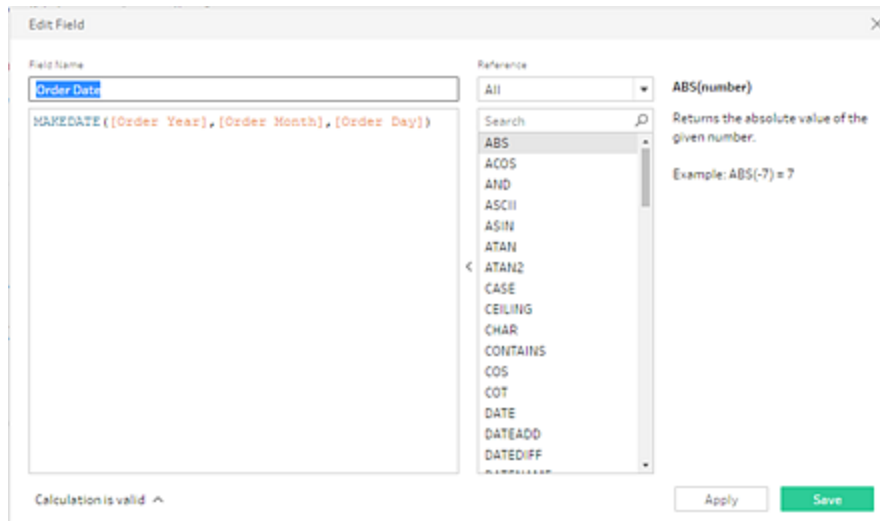 Edit Field
Field Name
Order Date
MAKEDATE([Order Year],[Order Month],[Order Day])
Reference
All
Search
ABS
ACOS
AND
ASCII
ASIN
ATAN
ATAN2
CASE
CEILING
CHAR
CONTAINS
COS
COT
DATE
DATEADD
DATEDIFF
DATENAME
ABS(number)
Returns the absolute value of the
given number.
Example: ABS(-7) = 7
Calculation is valid
Apply
Save